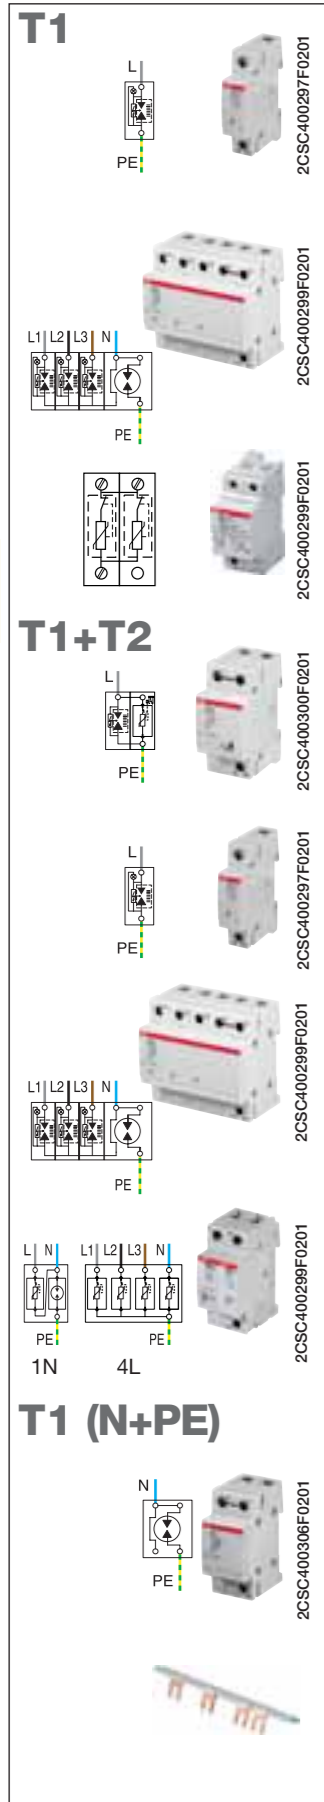 T1
L
PE
2CSC400297F0201
L1 L2 L3 N
PE
2CSC400299F0201
2CSC400299F0201
T1+T2
L
PE
2CSC400300F0201
L
PE
2CSC400297F0201
L1 L2 L3 N
PE
2CSC400299F0201
L N
PE
1N
L1 L2 L3 N
PE
4L
2CSC400299F0201
T1 (N+PE)
N
PE
2CSC400306F0201